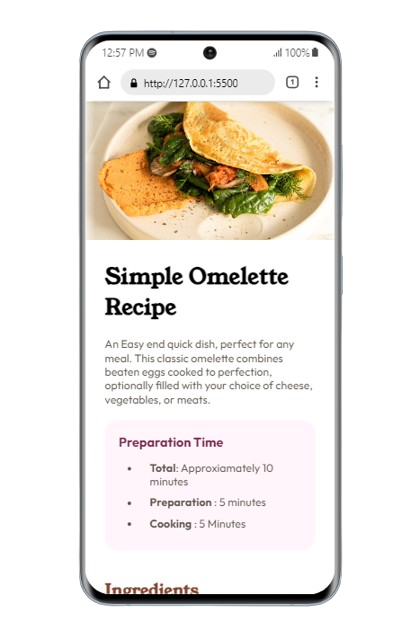 12:57 PM
100%
http://127.0.0.1:5500
1
Simple Omelette
Recipe
An Easy end quick dish, perfect for any
meal. This classic omelette combines
beaten eggs cooked to perfection,
optionally filled with your choice of cheese,
vegetables, or meats.
Preparation Time
• Total: Approxiamately 10
minutes
• Preparation : 5 minutes
• Cooking : 5 Minutes
Ingredients